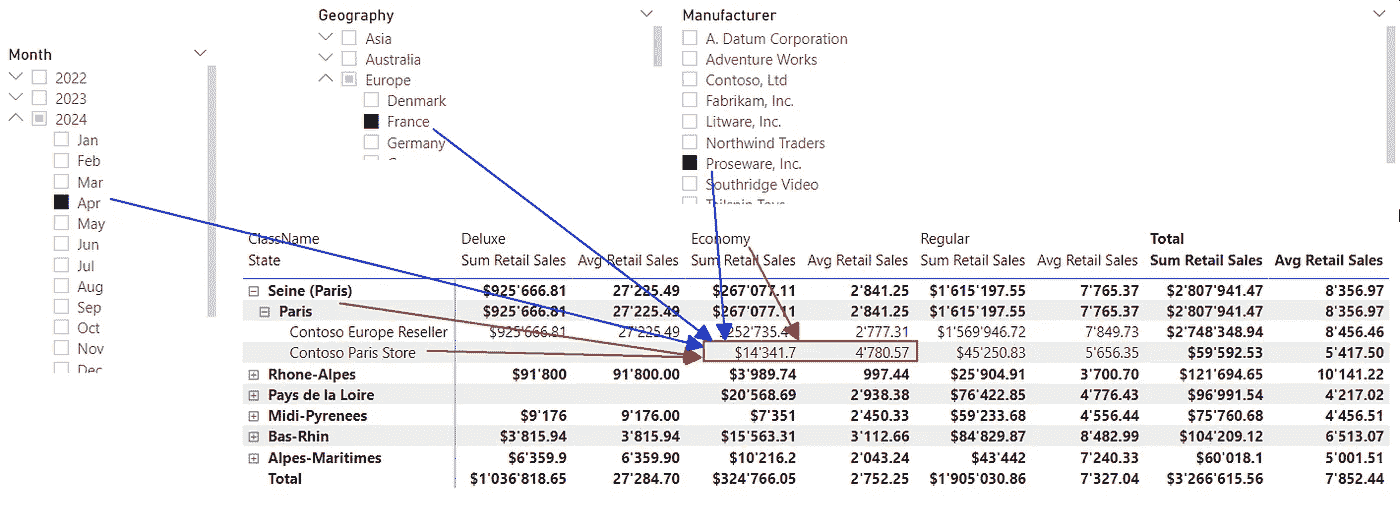 Geography
Asia
Australia
Europe
Denmark
France
Germany
Manufacturer
A. Datum Corporation
Adventure Works
Contoso, Ltd
Fabrikam, Inc.
Litware, Inc.
Northwind Traders
Proseware, Inc.
Southridge Video
Month
2022
2023
2024
Jan
Feb
Mar
Apr
May
Jun
Jul
Aug
Sep
Oct
Nov
Dec
ClassName Deluxe Economy Regular Total
State Sum Retail Sales Avg Retail Sales Sum Retail Sales Avg Retail Sales Sum Retail Sales Avg Retail Sales Sum Retail Sales Avg Retail Sales
Seine (Paris) $925'666.81 27'225.49 $267'077.11 2'841.25 $1'615'197.55 7'765.37 $2'807'941.47 8'356.97
Paris $925'666.81 27'225.49 $267'077.11 2'841.25 $1'615'197.55 7'765.37 $2'807'941.47 8'356.97
Contoso Europe Reseller $925'666.81 27'225.49 2'777.31 $1'569'946.72 7'849.73 $2'748'348.94 8'456.46
Contoso Paris Store $14'341.7 4'780.57 $45'250.83 5'656.35 $59'592.53 5'417.50
Rhone-Alpes $91'800 91'800.00 $3'989.74 997.44 $25'904.91 3'700.70 $121'694.65 10'141.22
Pays de la Loire $20'568.69 2'938.38 $76'422.85 4'776.43 $96'991.54 4'217.02
Midi-Pyrenees $9'176 9'176.00 $7'351 2'450.33 $59'233.68 4'556.44 $75'760.68 4'456.51
Bas-Rhin $3'815.94 3'815.94 $15'563.31 3'112.66 $84'829.87 8'482.99 $104'209.12 6'513.07
Alpes-Maritimes $6'359.9 6'359.90 $10'216.2 2'043.24 $43'442 7'240.33 $60'018.1 5'001.51
Total $1'036'818.65 27'284.70 $324'766.05 2'752.25 $1'905'030.86 7'327.04 $3'266'615.56 7'852.44